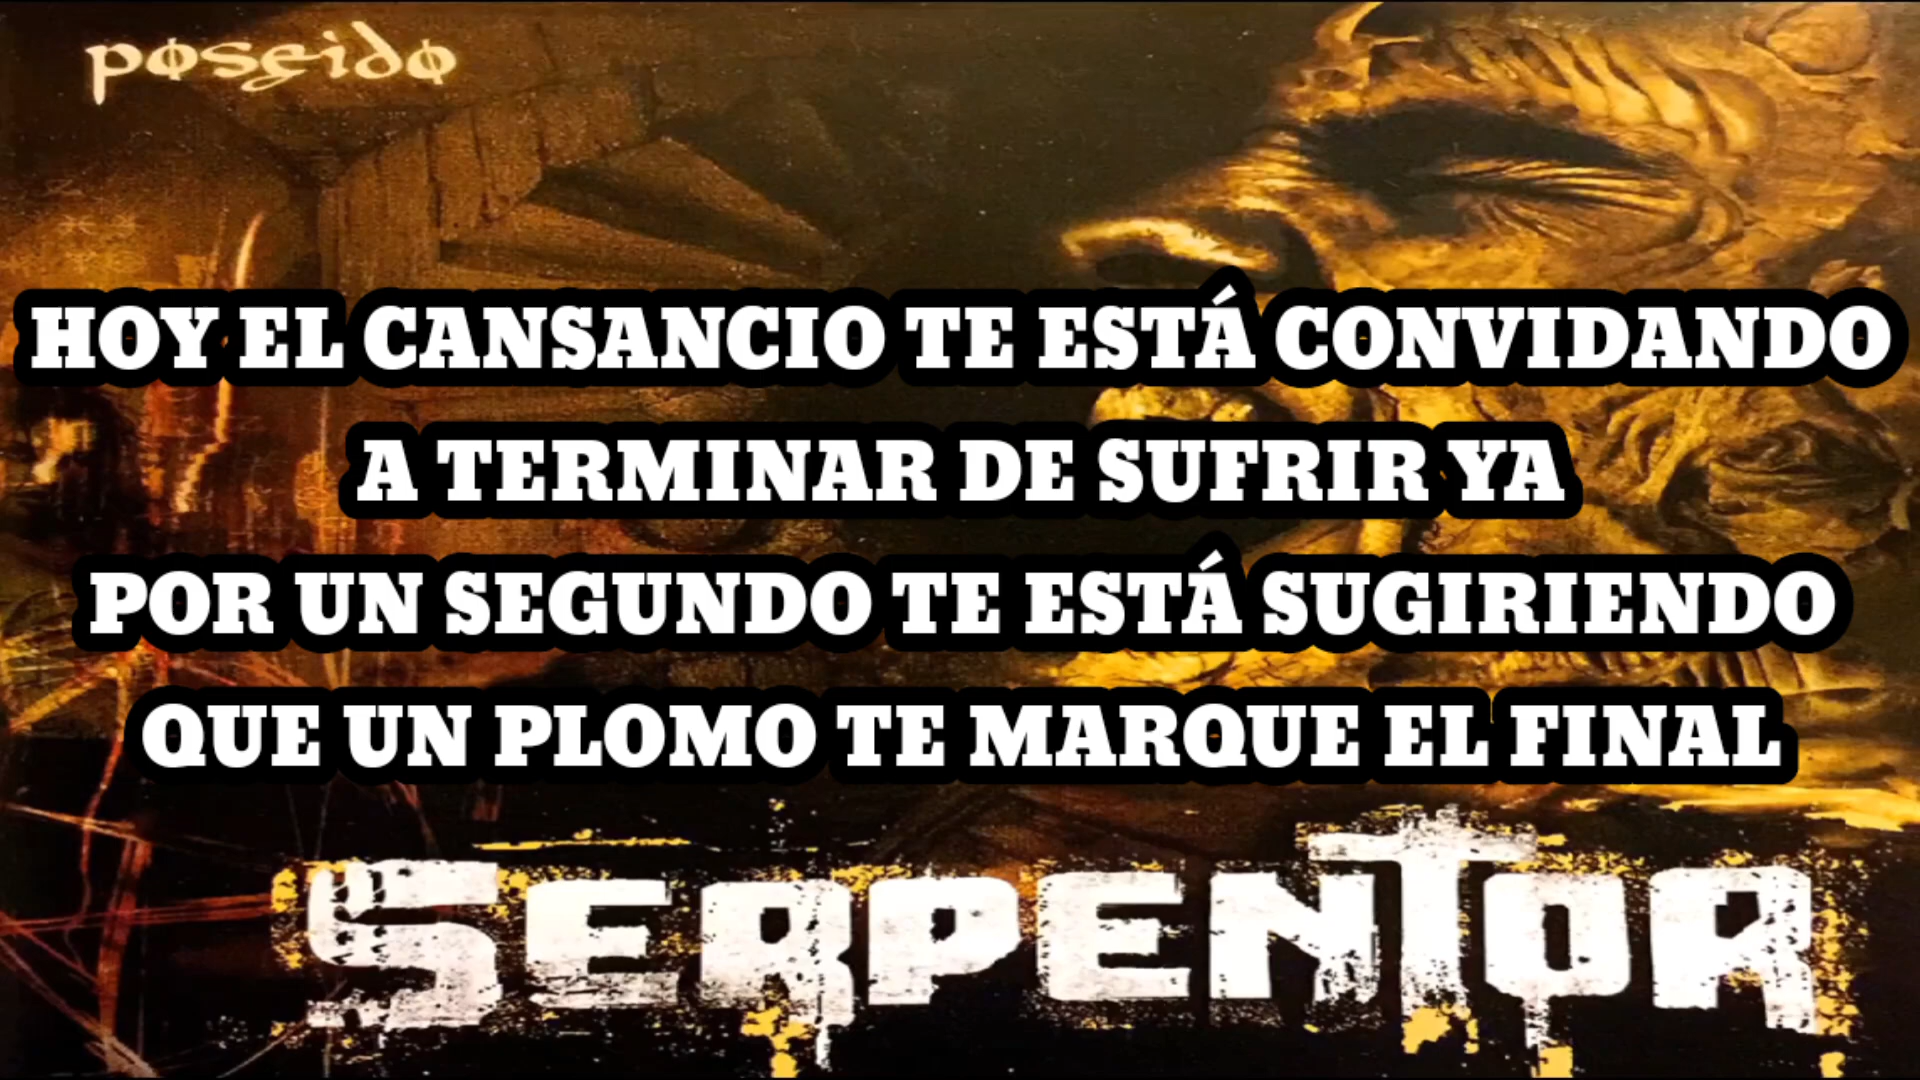 poseido
HOY EL CANSANCIO TE ESTÁ CONVIDANDO
A TERMINAR DE SUFRIR YA
POR UN SEGUNDO TE ESTÁ SUGIRIENDO
QUE UN PLOMO TE MARQUE EL FINAL
SERPENTOR